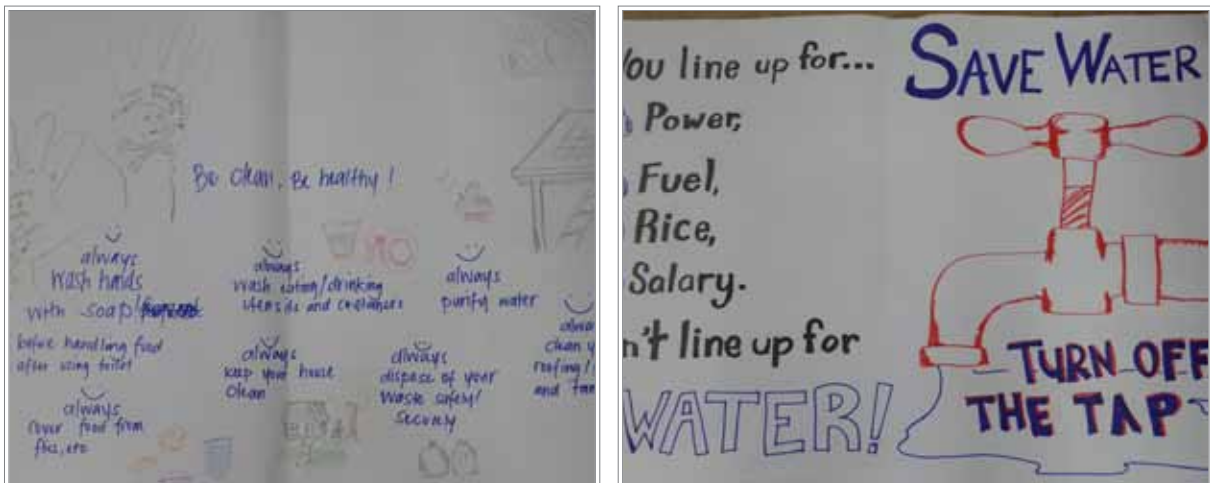 Be clean, Be healthy!
always
wash hands
with soap/
before handling food
after using toilet
always
cover food from
flies, etc
always
wash eating/drinking
utensils and containers
always
keep your house
clean
always
purify water
always
dispose of your
waste safely/
securely
clean
roofing/
and
You line up for...
Power,
Fuel,
Rice,
Salary.
n't line up for
WATER!
SAVE WATER
TURN OFF
THE TAP